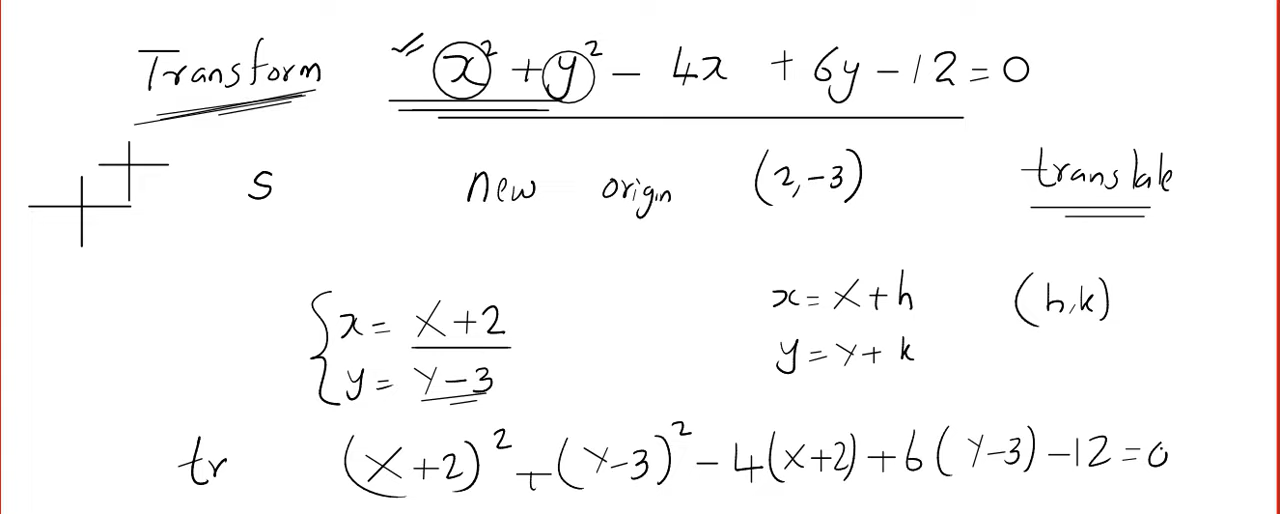 Transform x² + y² - 4x + 6y - 12 = 0
S new origin (2, -3) translate
x = X + h (h, k)
{ x = X + 2
y = Y + k
y = Y - 3
tr (X + 2)² + (Y - 3)² - 4(X + 2) + 6(Y - 3) - 12 = 0